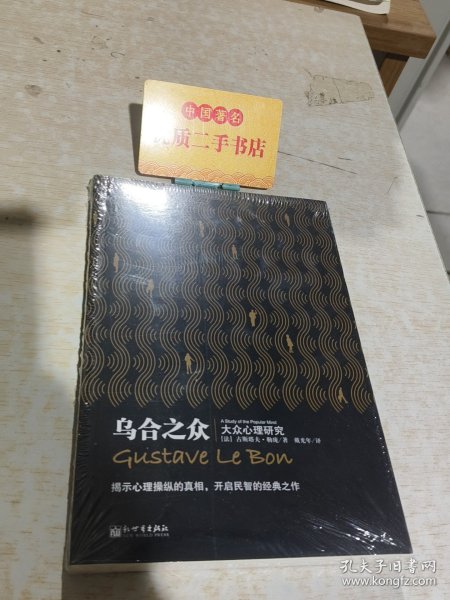 中国著名
优质二手书店
乌合之众
A Study of the Popular Mind
大众心理研究
[法] 古斯塔夫·勒庞/著 戴光年/译
Gustave Le Bon
揭示心理操纵的真相，开启民智的经典之作
新世界出版社
NEW WORLD PRESS
孔夫子旧书网
www.kongfz.com